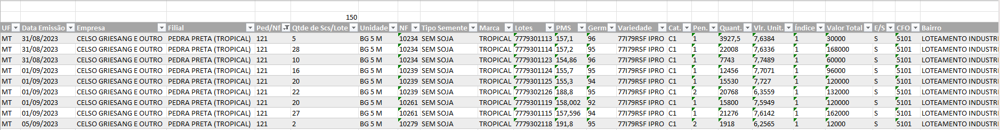 150
UF Data Emissão Empresa Filial Ped/Nf Qtde de Scs/Lote Unidade NF Tipo Semente Marca Lotes PMS Germ Variedade Cat. Pen. Quant. Vlr. Unit. Índice Valor Total E/S CFO Bairro
MT 31/08/2023 CELSO GRIESANG E OUTRO PEDRA PRETA (TROPICAL) 121 5 BG 5 M 10234 SEM SOJA TROPICAL 7779301113 157,1 96 77I79RSF IPRO C1 1 3927,5 7,6384 1 30000 S 5101 LOTEAMENTO INDUSTRI
MT 31/08/2023 CELSO GRIESANG E OUTRO PEDRA PRETA (TROPICAL) 121 28 BG 5 M 10234 SEM SOJA TROPICAL 7779301114 157,2 95 77I79RSF IPRO C1 1 22008 7,6336 1 168000 S 5101 LOTEAMENTO INDUSTRI
MT 31/08/2023 CELSO GRIESANG E OUTRO PEDRA PRETA (TROPICAL) 121 10 BG 5 M 10234 SEM SOJA TROPICAL 7779301123 154,86 96 77I79RSF IPRO C1 1 7743 7,7489 1 60000 S 5101 LOTEAMENTO INDUSTRI
MT 01/09/2023 CELSO GRIESANG E OUTRO PEDRA PRETA (TROPICAL) 121 16 BG 5 M 10239 SEM SOJA TROPICAL 7779301124 155,7 95 77I79RSF IPRO C1 1 12456 7,7071 1 96000 S 5101 LOTEAMENTO INDUSTRI
MT 01/09/2023 CELSO GRIESANG E OUTRO PEDRA PRETA (TROPICAL) 121 20 BG 5 M 10239 SEM SOJA TROPICAL 7779301125 155,3 94 77I79RSF IPRO C1 1 15530 7,727 1 120000 S 5101 LOTEAMENTO INDUSTRI
MT 01/09/2023 CELSO GRIESANG E OUTRO PEDRA PRETA (TROPICAL) 121 22 BG 5 M 10239 SEM SOJA TROPICAL 7779302126 188,8 95 77I79RSF IPRO C1 2 20768 6,3559 1 132000 S 5101 LOTEAMENTO INDUSTRI
MT 01/09/2023 CELSO GRIESANG E OUTRO PEDRA PRETA (TROPICAL) 121 20 BG 5 M 10261 SEM SOJA TROPICAL 7779301119 158,002 92 77I79RSF IPRO C1 1 15800 7,5949 1 120000 S 5101 LOTEAMENTO INDUSTRI
MT 01/09/2023 CELSO GRIESANG E OUTRO PEDRA PRETA (TROPICAL) 121 27 BG 5 M 10261 SEM SOJA TROPICAL 7779301115 157,596 94 77I79RSF IPRO C1 1 21276 7,6142 1 162000 S 5101 LOTEAMENTO INDUSTRI
MT 05/09/2023 CELSO GRIESANG E OUTRO PEDRA PRETA (TROPICAL) 121 2 BG 5 M 10279 SEM SOJA TROPICAL 7779302118 191,8 95 77I79RSF IPRO C1 2 1918 6,2565 1 12000 S 5101 LOTEAMENTO INDUSTRI